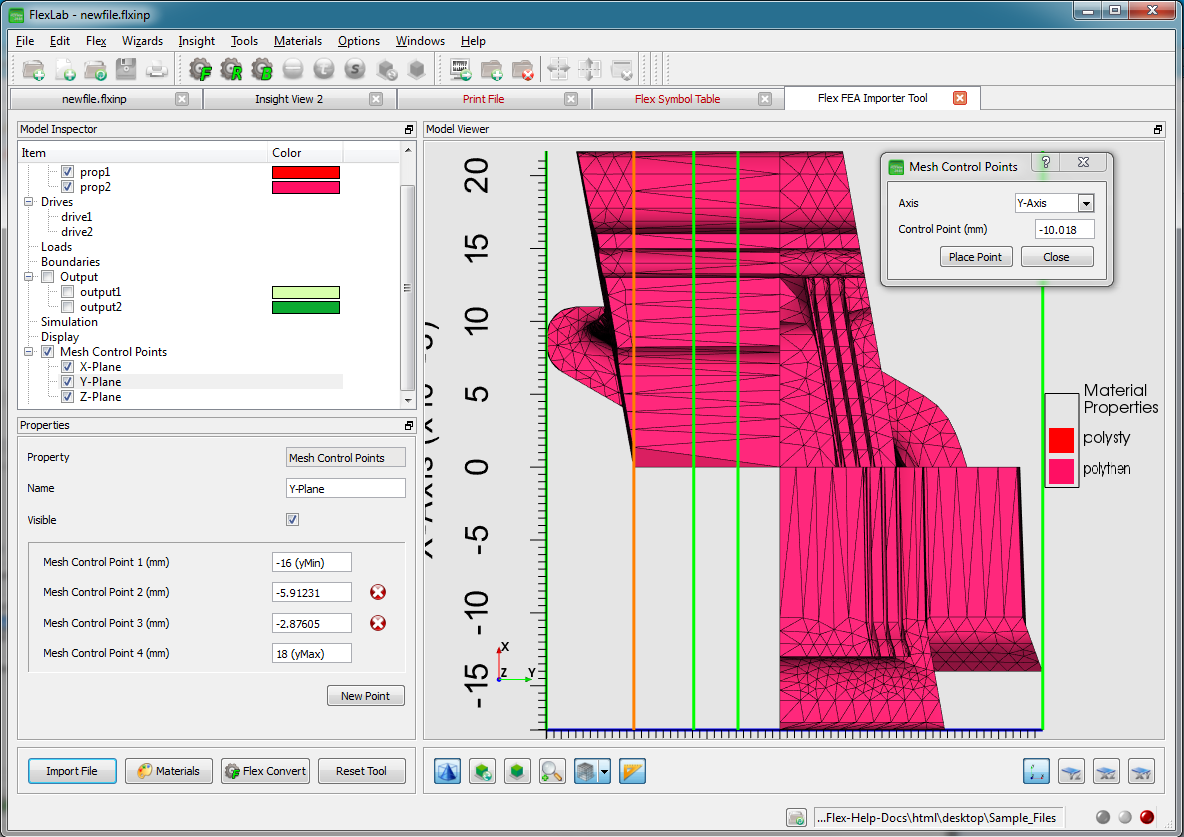 FlexLab - newfile.flxinp
File Edit Flex Wizards Insight Tools Materials Options Windows Help
newfile.flxinp Insight View 2 Print File Flex Symbol Table Flex FEA Importer Tool
Model Inspector
Item Color
prop1
prop2
Drives
drive1
drive2
Loads
Boundaries
Output
output1
output2
Simulation
Display
Mesh Control Points
X-Plane
Y-Plane
Z-Plane
Properties
Property Mesh Control Points
Name Y-Plane
Visible
Mesh Control Point 1 (mm) -16 (yMin)
Mesh Control Point 2 (mm) -5.91231
Mesh Control Point 3 (mm) -2.87605
Mesh Control Point 4 (mm) 18 (yMax)
New Point
Import File Materials Flex Convert Reset Tool
Model Viewer
20
15
10
5
0
-5
-10
-15
X
Z Y
Mesh Control Points
Axis Y-Axis
Control Point (mm) -10.018
Place Point Close
Material
Properties
polysty
polythen
...Flex-Help-Docs\html\desktop\Sample_Files